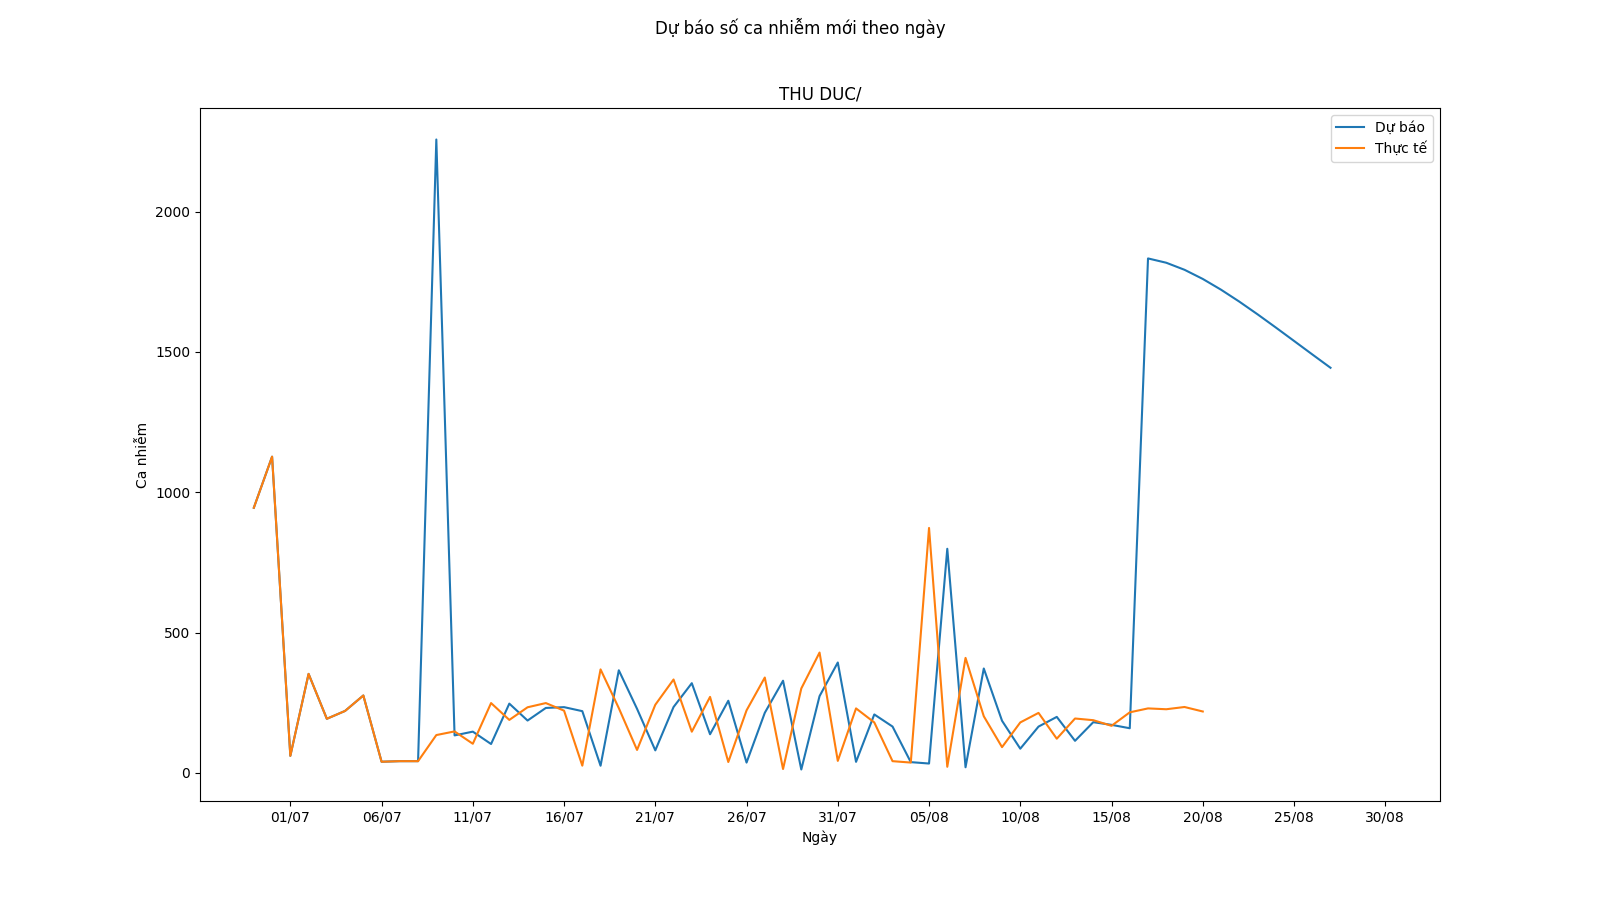 Dự báo số ca nhiễm mới theo ngày
THU DUC/
Dự báo
Thực tế
2000
1500
1000
500
0
Ca nhiễm
01/07 06/07 11/07 16/07 21/07 26/07 31/07 05/08 10/08 15/08 20/08 25/08 30/08
Ngày